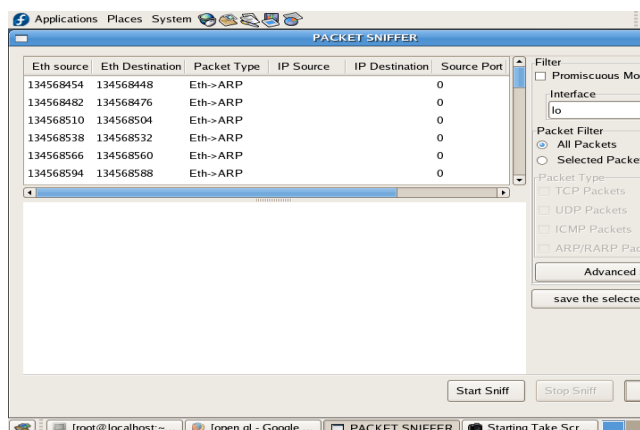 Applications Places System
PACKET SNIFFER
Eth source Eth Destination Packet Type IP Source IP Destination Source Port
134568454 134568448 Eth->ARP 0
134568482 134568476 Eth->ARP 0
134568510 134568504 Eth->ARP 0
134568538 134568532 Eth->ARP 0
134568566 134568560 Eth->ARP 0
134568594 134568588 Eth->ARP 0
Filter
Promiscuous Mo
Interface
lo
Packet Filter
All Packets
Selected Packe
Packet Type
TCP Packets
UDP Packets
ICMP Packets
ARP/RARP Pac
Advanced
save the selecte
Start Sniff Stop Sniff
[root@localhost:~... [open gl - Google ... PACKET SNIFFER Starting Take Scr...